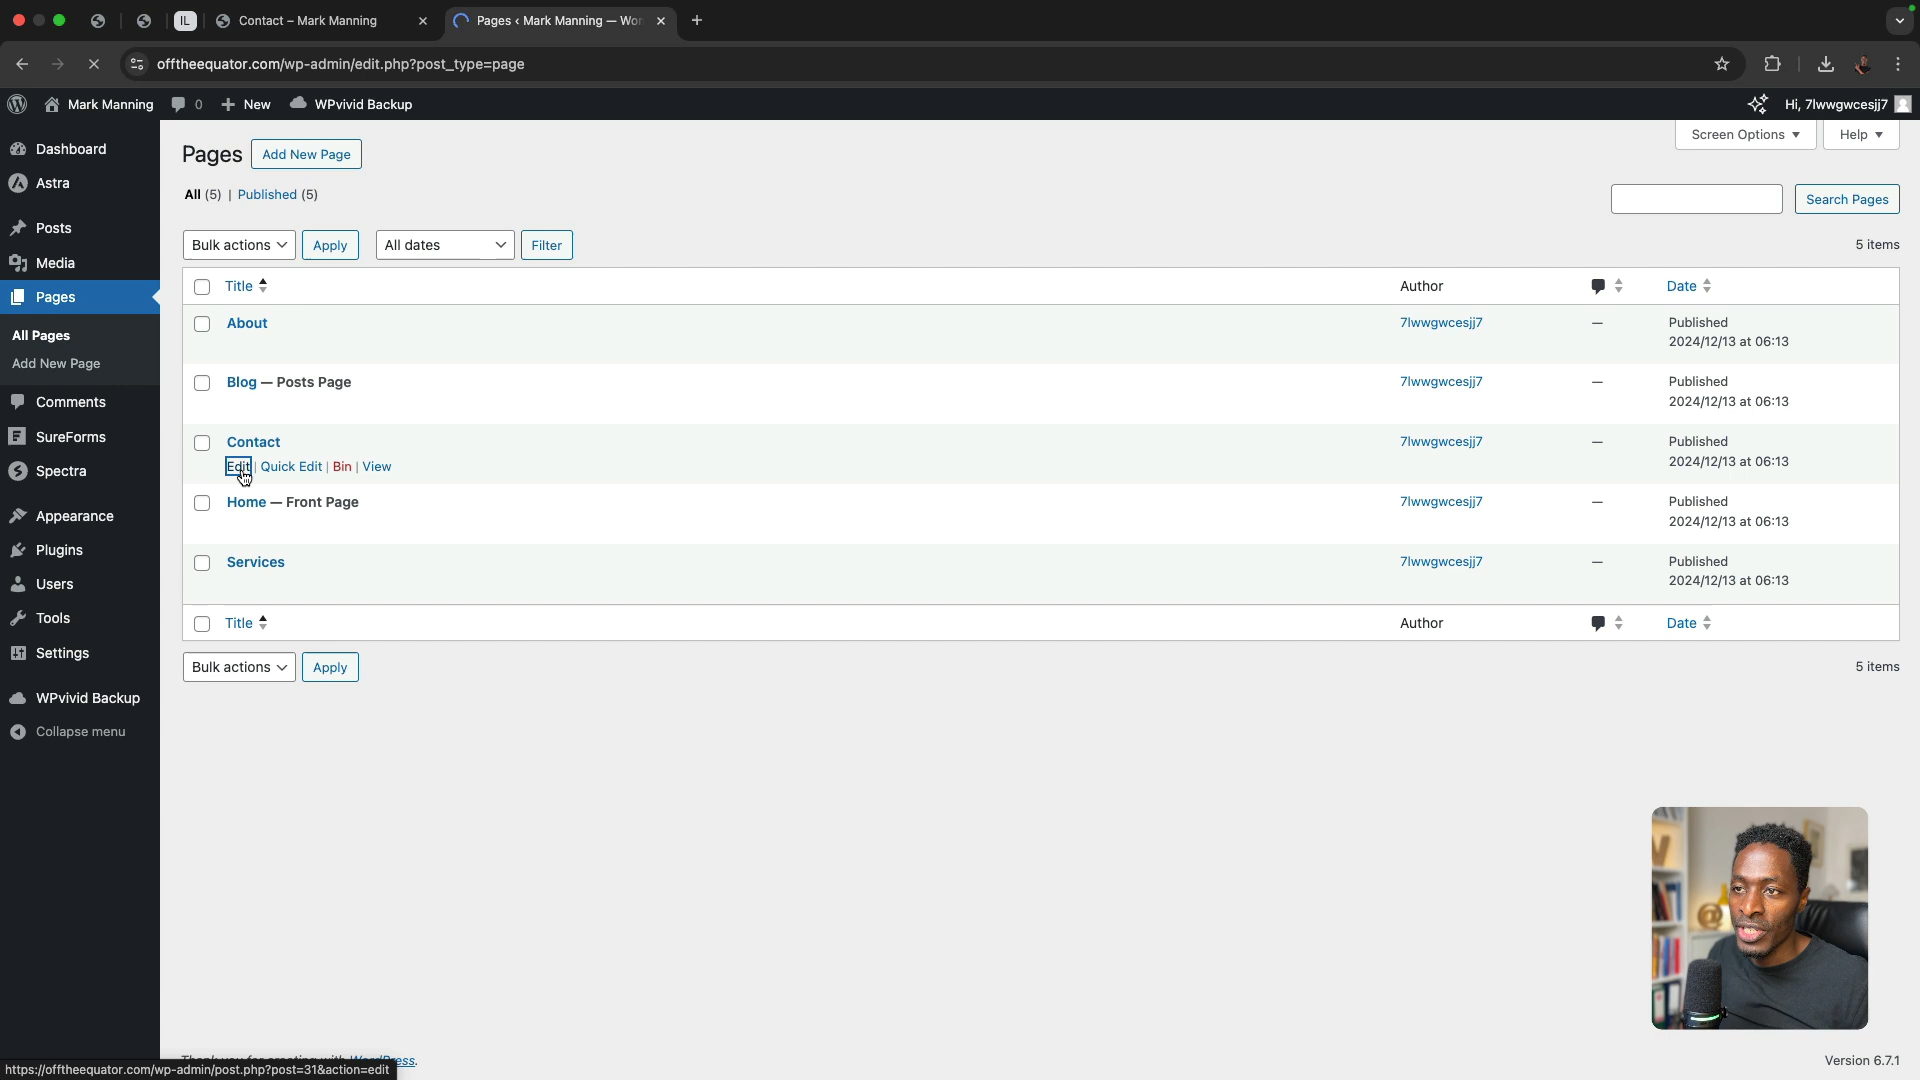 IL
Contact – Mark Manning
Pages ‹ Mark Manning — Wor
offtheequator.com/wp-admin/edit.php?post_type=page
Mark Manning
0
New
WPvivid Backup
Hi, 7lwwgwcesjj7
Dashboard
Astra
Posts
Media
Pages
All Pages
Add New Page
Comments
SureForms
Spectra
Appearance
Plugins
Users
Tools
Settings
WPvivid Backup
Collapse menu
Pages
Add New Page
Screen Options
Help
All (5) | Published (5)
Search Pages
Bulk actions
Apply
All dates
Filter
5 items
Title
Author
Date
About
7lwwgwcesjj7
—
Published
2024/12/13 at 06:13
Blog — Posts Page
7lwwgwcesjj7
—
Published
2024/12/13 at 06:13
Contact
Edit | Quick Edit | Bin | View
7lwwgwcesjj7
—
Published
2024/12/13 at 06:13
Home — Front Page
7lwwgwcesjj7
—
Published
2024/12/13 at 06:13
Services
7lwwgwcesjj7
—
Published
2024/12/13 at 06:13
Title
Author
Date
Bulk actions
Apply
5 items
Thank you for creating with WordPress.
Version 6.7.1
https://offtheequator.com/wp-admin/post.php?post=31&action=edit